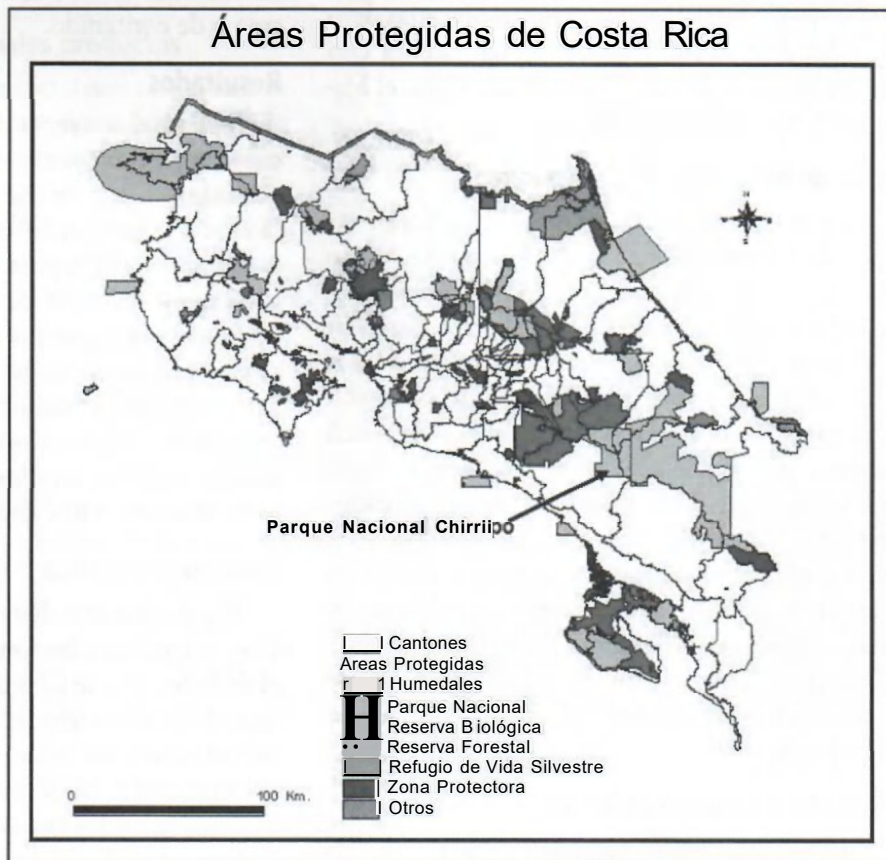 Áreas Protegidas de Costa Rica
Parque Nacional Chirripo
Cantones
Areas Protegidas
Humedales
Parque Nacional
Reserva Biológica
Reserva Forestal
Refugio de Vida Silvestre
Zona Protectora
Otros
0 100 Km.